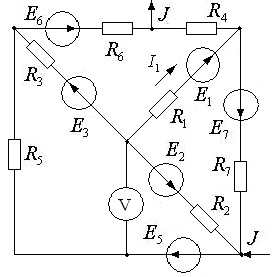 E6 J R4
R6
R3 I1 E1
E3 R1 E7
R5 E2 R7
V R2
E5 J